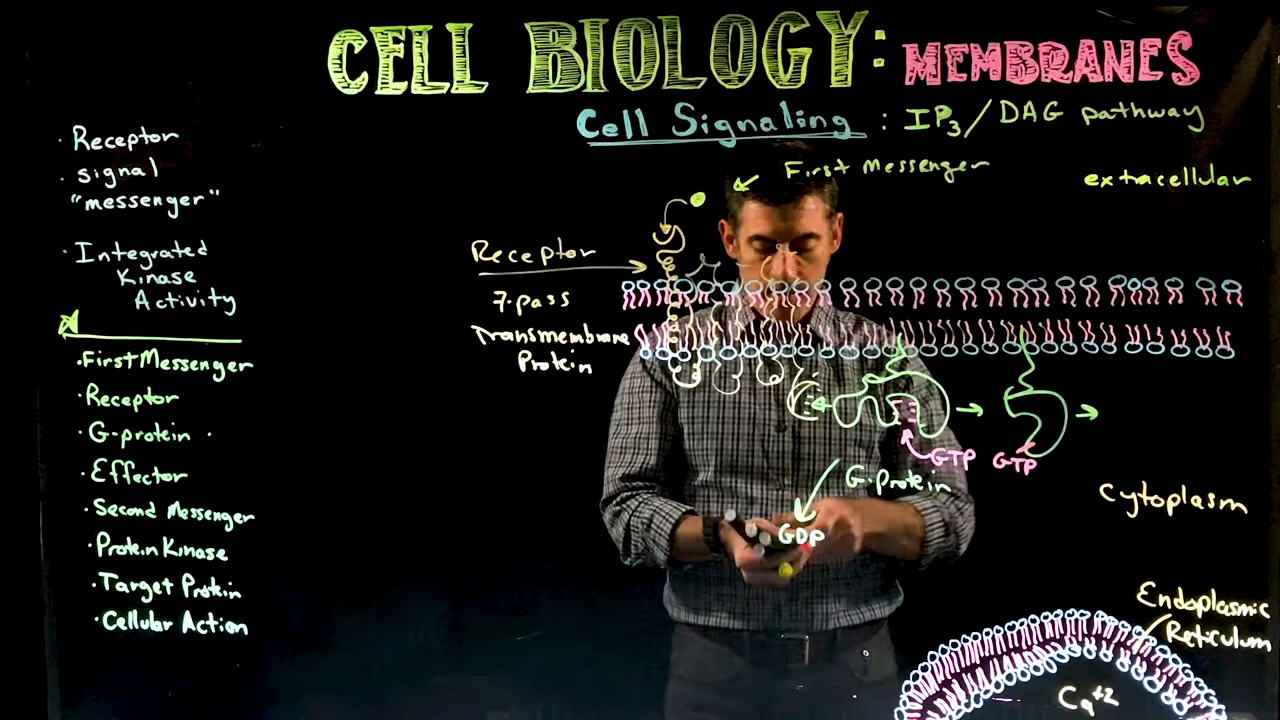 CELL BIOLOGY: MEMBRANES
Cell Signaling : IP3/DAG pathway
· Receptor
· signal
"messenger"
· Integrated
Kinase
Activity
· First Messenger
· Receptor
· G-protein ·
· Effector
· Second Messenger
· Protein Kinase
· Target Protein
· Cellular Action
First Messenger
extracellular
Receptor
7-pass
Transmembrane
Protein
GTP
GTP
G-protein
GDP
Cytoplasm
Endoplasmic
Reticulum
Ca+2